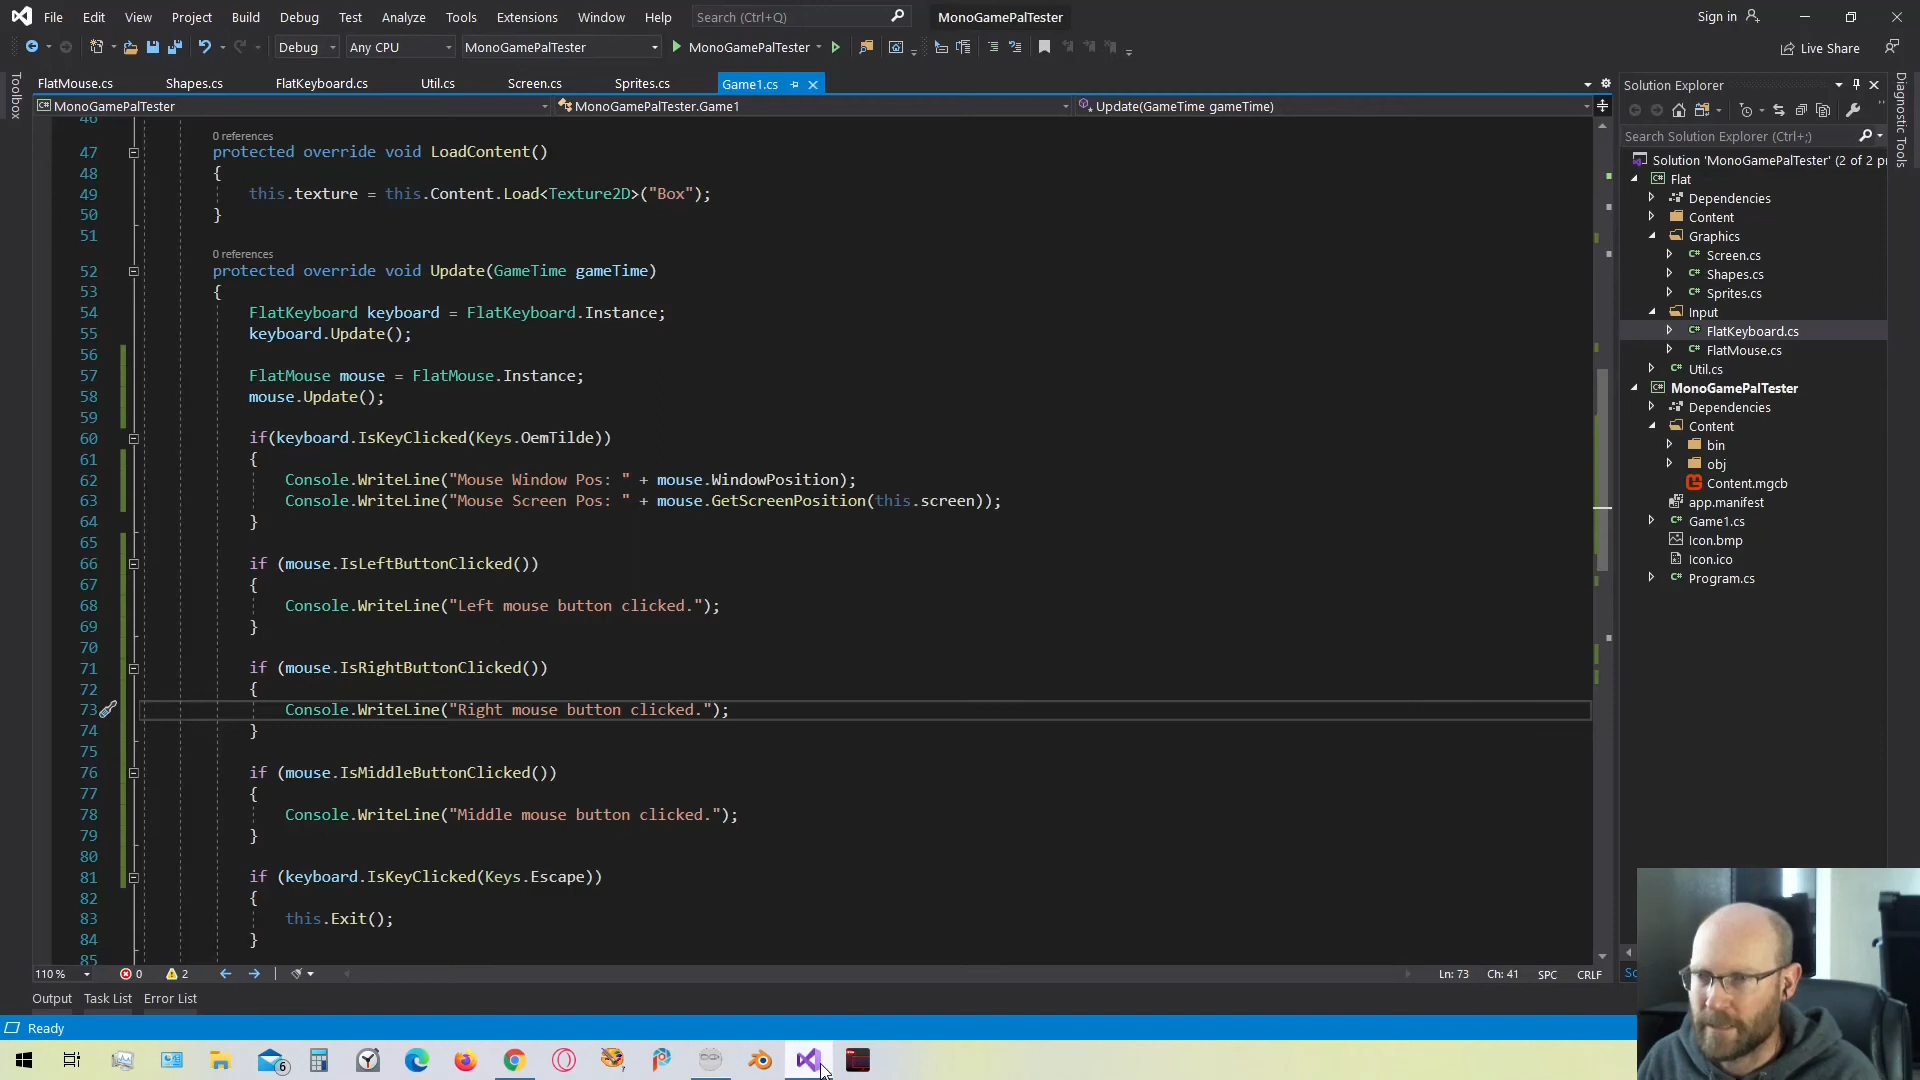 File Edit View Project Build Debug Test Analyze Tools Extensions Window Help Search (Ctrl+Q) MonoGamePalTester Sign in
Debug Any CPU MonoGamePalTester MonoGamePalTester Live Share
FlatMouse.cs Shapes.cs FlatKeyboard.cs Util.cs Screen.cs Sprites.cs Game1.cs
MonoGamePalTester MonoGamePalTester.Game1 Update(GameTime gameTime)
Toolbox
46
0 references
47 protected override void LoadContent()
48 {
49 this.texture = this.Content.Load<Texture2D>("Box");
50 }
51
0 references
52 protected override void Update(GameTime gameTime)
53 {
54 FlatKeyboard keyboard = FlatKeyboard.Instance;
55 keyboard.Update();
56
57 FlatMouse mouse = FlatMouse.Instance;
58 mouse.Update();
59
60 if(keyboard.IsKeyClicked(Keys.OemTilde))
61 {
62 Console.WriteLine("Mouse Window Pos: " + mouse.WindowPosition);
63 Console.WriteLine("Mouse Screen Pos: " + mouse.GetScreenPosition(this.screen));
64 }
65
66 if (mouse.IsLeftButtonClicked())
67 {
68 Console.WriteLine("Left mouse button clicked.");
69 }
70
71 if (mouse.IsRightButtonClicked())
72 {
73 Console.WriteLine("Right mouse button clicked.");
74 }
75
76 if (mouse.IsMiddleButtonClicked())
77 {
78 Console.WriteLine("Middle mouse button clicked.");
79 }
80
81 if (keyboard.IsKeyClicked(Keys.Escape))
82 {
83 this.Exit();
84 }
85
110 % 0 2 Ln: 73 Ch: 41 SPC CRLF
Output Task List Error List
Ready
Solution Explorer
Search Solution Explorer (Ctrl+;)
Solution 'MonoGamePalTester' (2 of 2 pr
C# Flat
Dependencies
Content
Graphics
C# Screen.cs
C# Shapes.cs
C# Sprites.cs
Input
C# FlatKeyboard.cs
C# FlatMouse.cs
C# Util.cs
C# MonoGamePalTester
Dependencies
Content
bin
obj
Content.mgcb
app.manifest
C# Game1.cs
Icon.bmp
Icon.ico
C# Program.cs
Diagnostic Tools
6